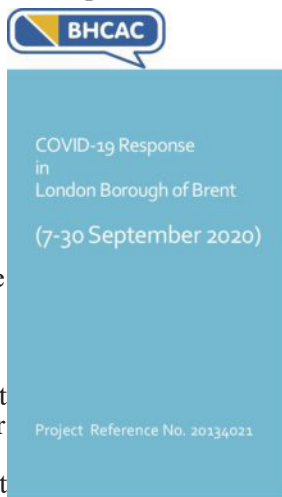 BHCAC
COVID-19 Response
in
London Borough of Brent
(7-30 September 2020)
e
t
r
Project Reference No. 20134021
t